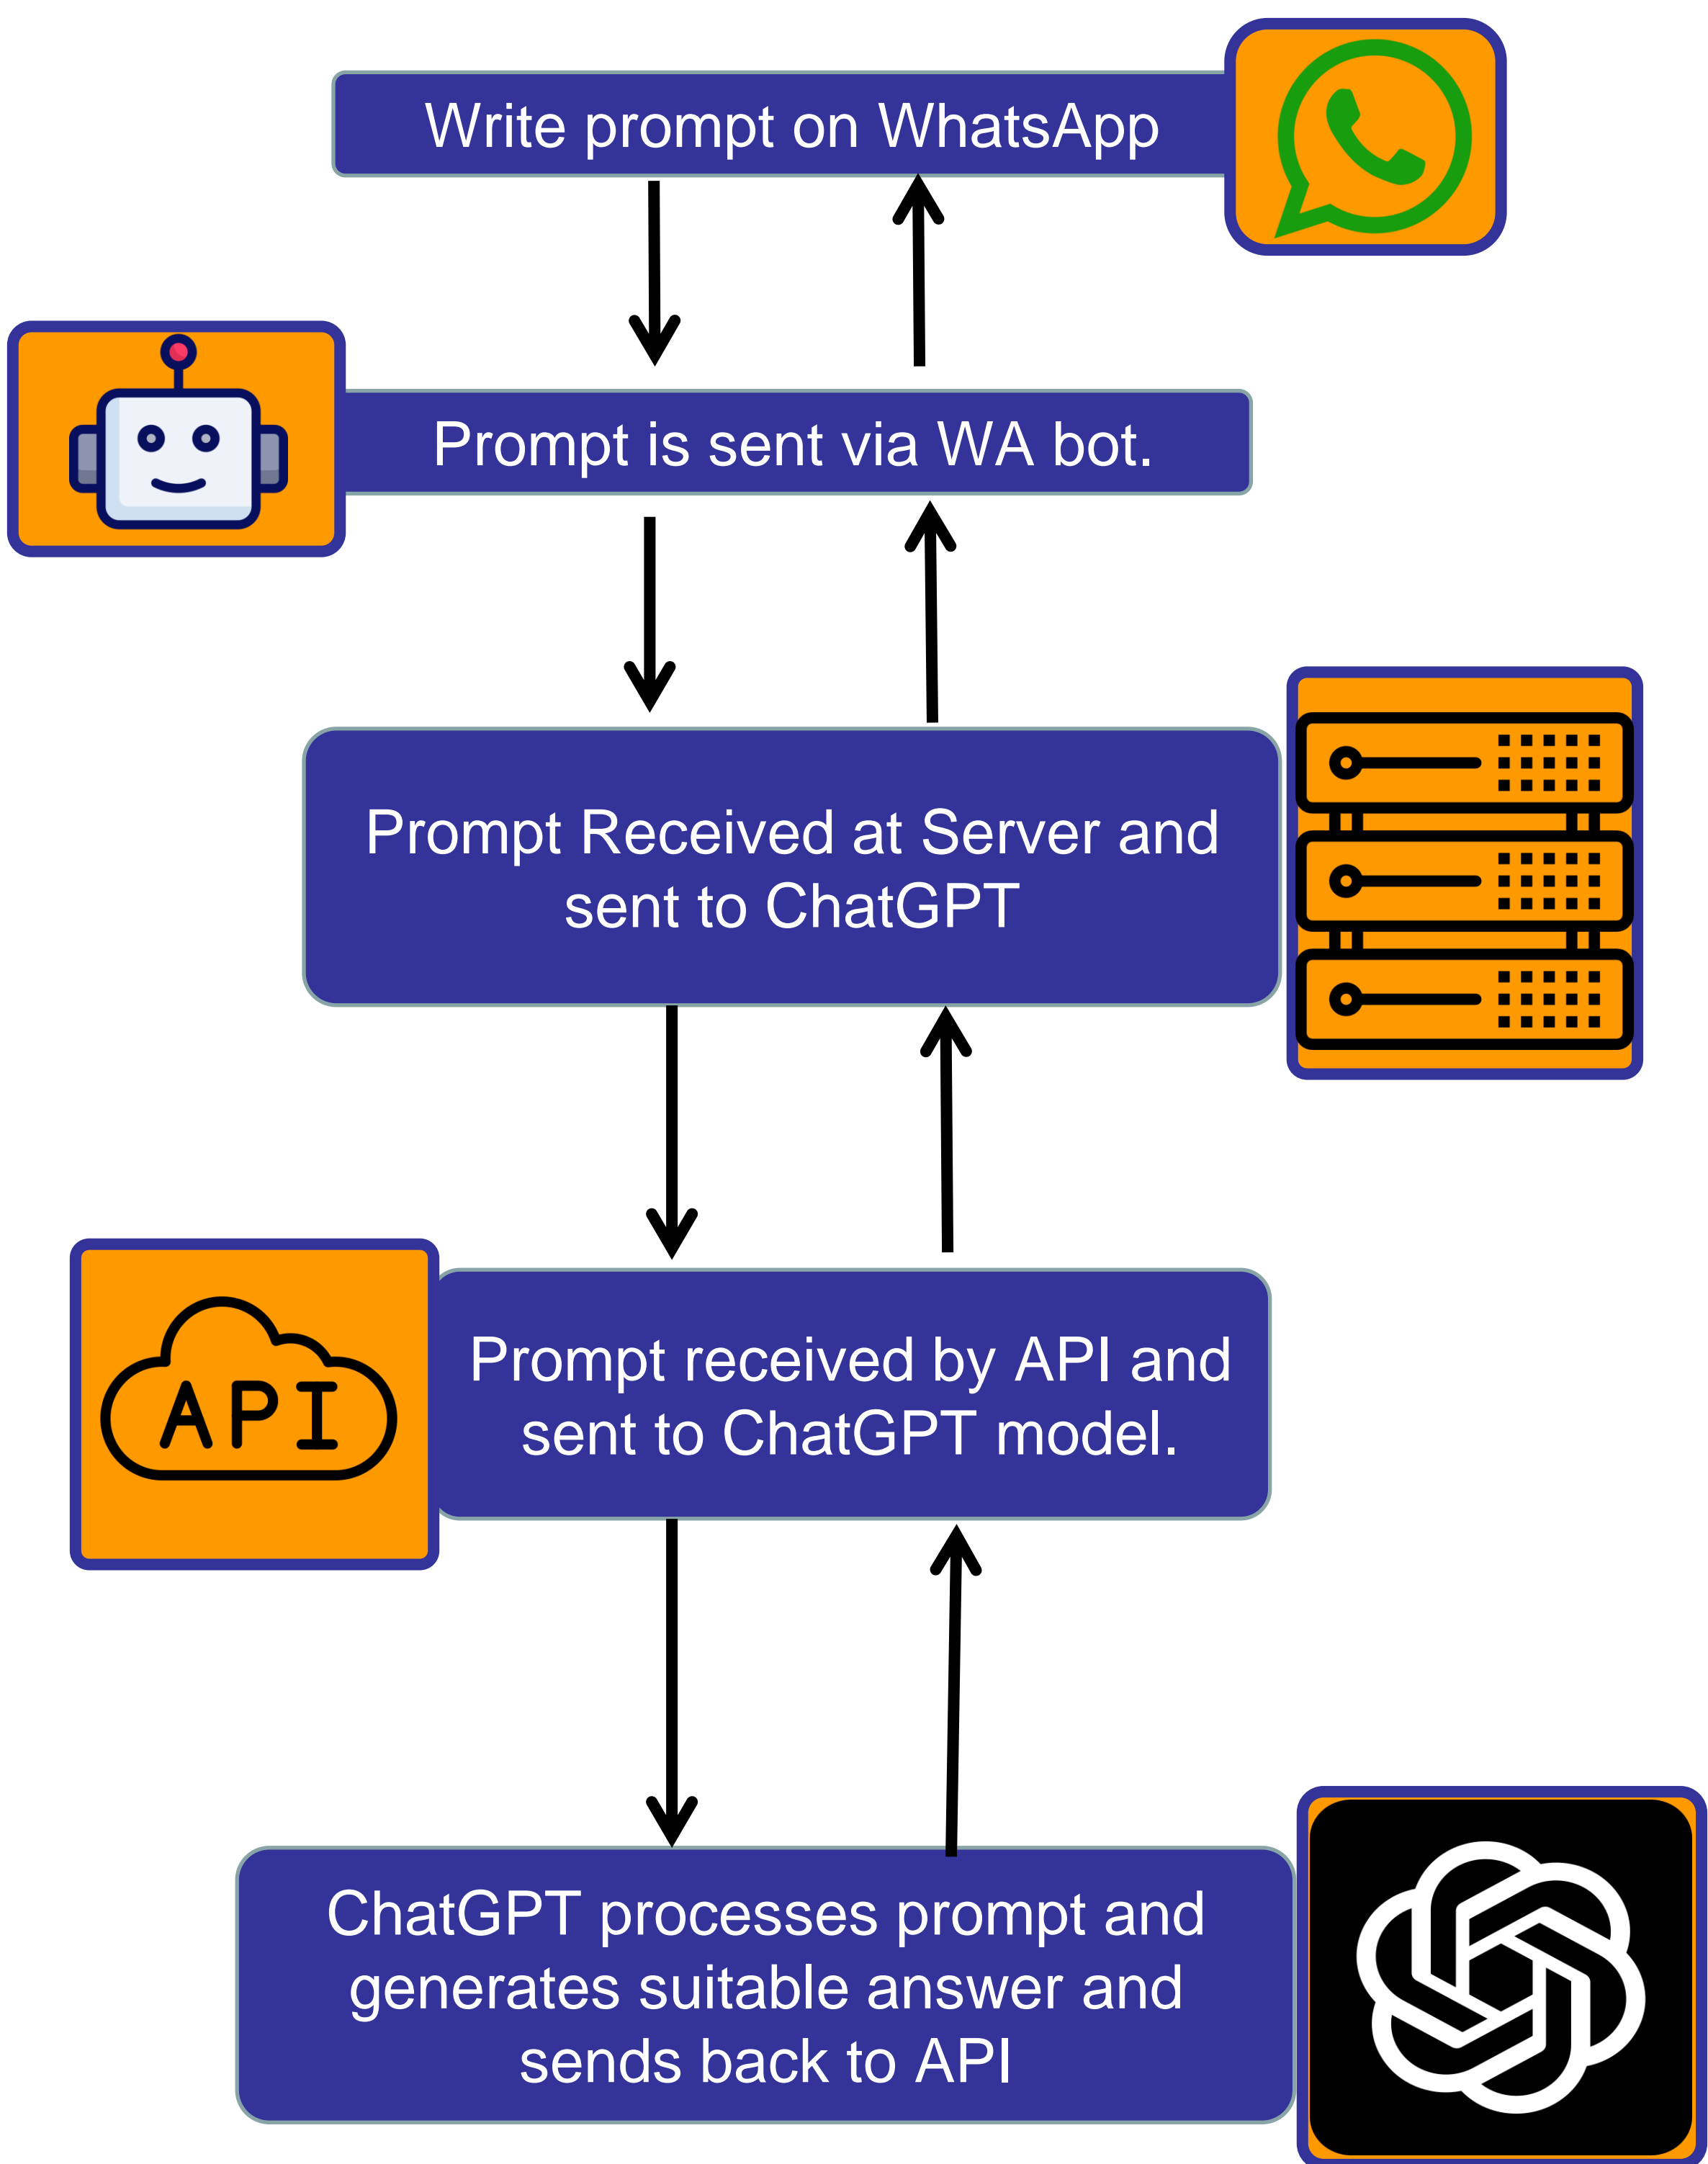 Write prompt on WhatsApp
Prompt is sent via WA bot.
Prompt Received at Server and
sent to ChatGPT
API
Prompt received by API and
sent to ChatGPT model.
ChatGPT processes prompt and
generates suitable answer and
sends back to API